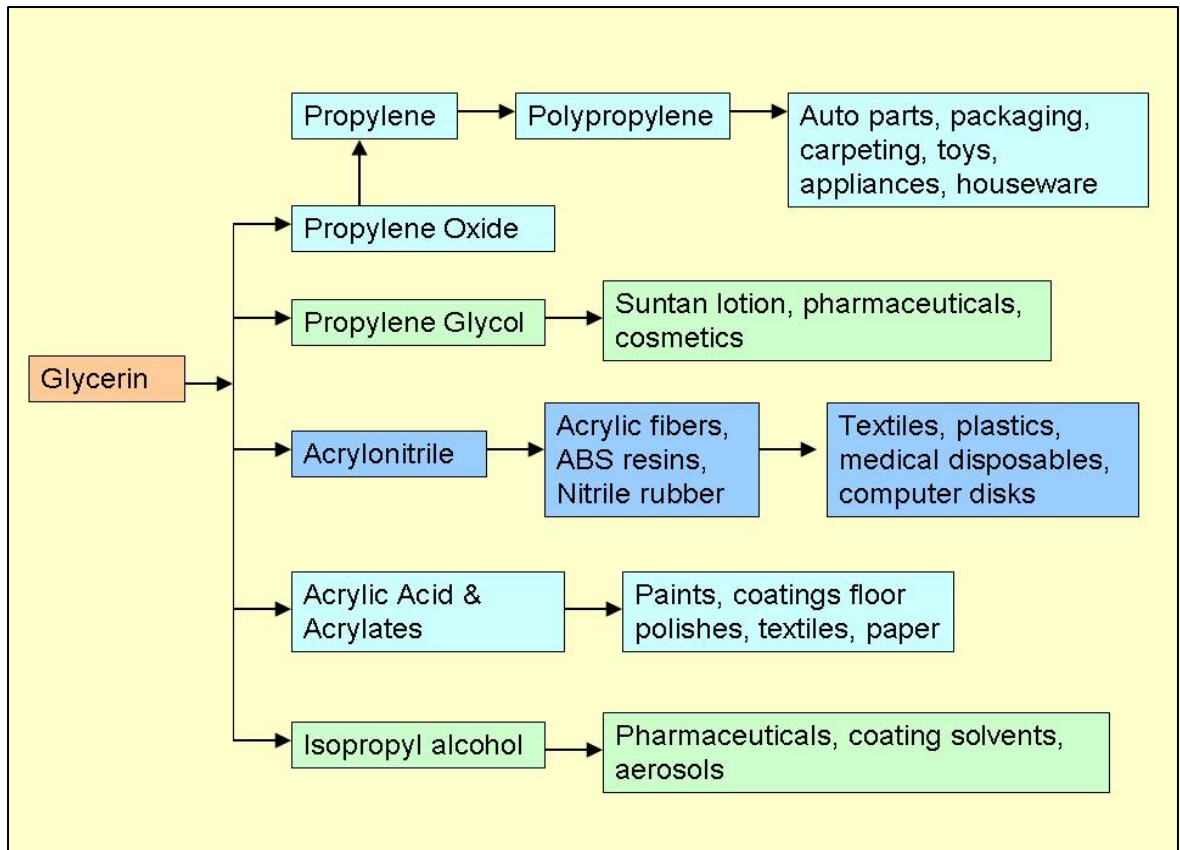 Propylene
Polypropylene
Auto parts, packaging,
carpeting, toys,
appliances, houseware
Propylene Oxide
Propylene Glycol
Suntan lotion, pharmaceuticals,
cosmetics
Glycerin
Acrylonitrile
Acrylic fibers,
ABS resins,
Nitrile rubber
Textiles, plastics,
medical disposables,
computer disks
Acrylic Acid &
Acrylates
Paints, coatings floor
polishes, textiles, paper
Isopropyl alcohol
Pharmaceuticals, coating solvents,
aerosols